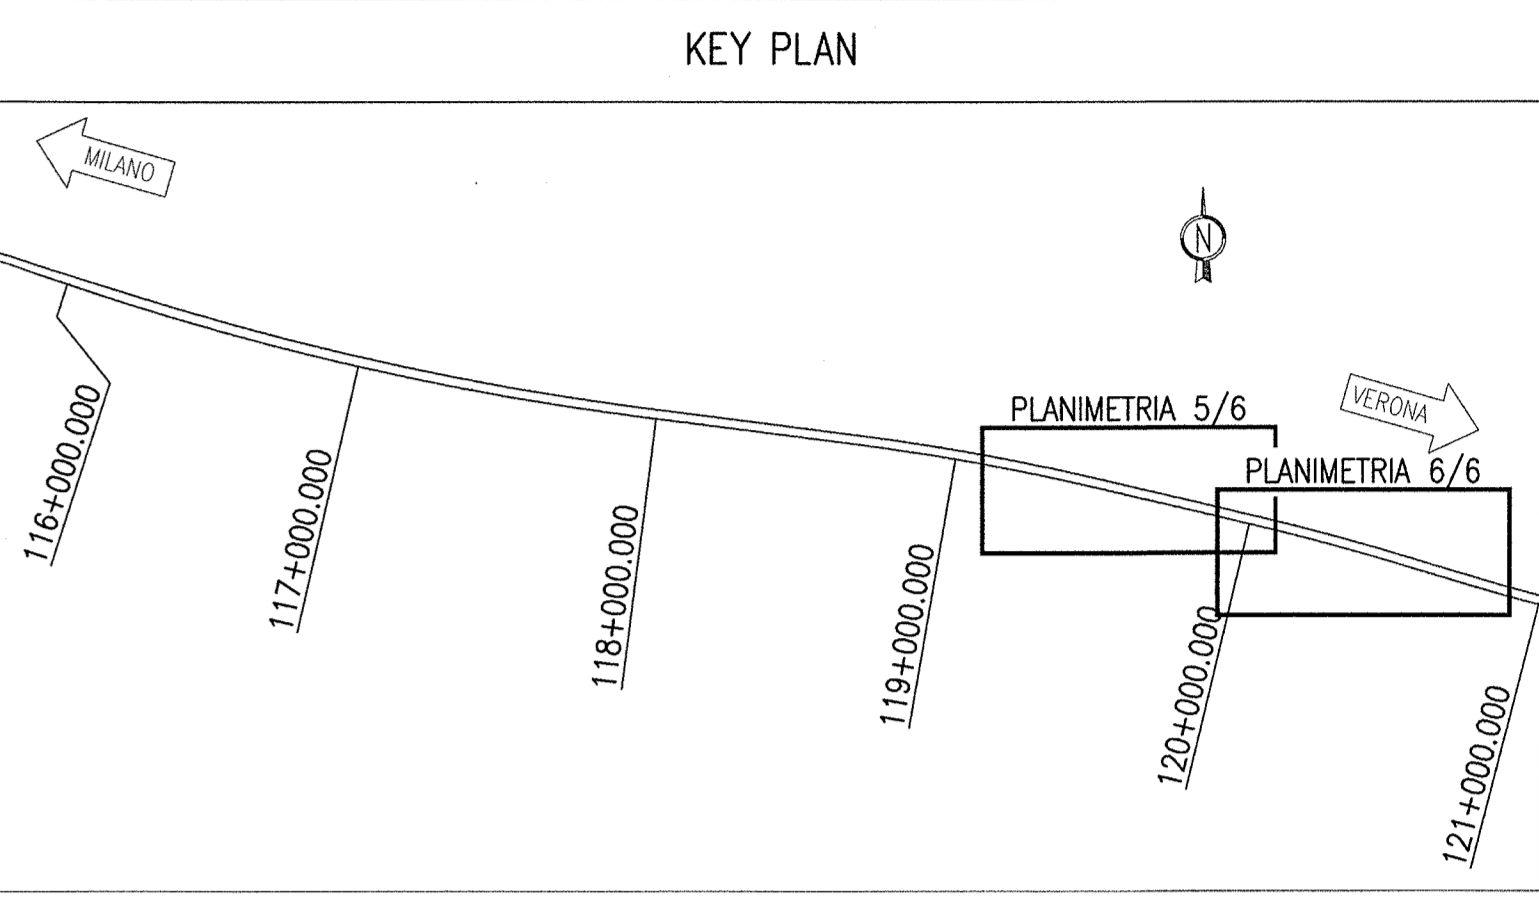 KEY PLAN
MILANO
N
VERONA
PLANIMETRIA 5/6
PLANIMETRIA 6/6
116+000.000
117+000.000
118+000.000
119+000.000
120+000.000
121+000.000